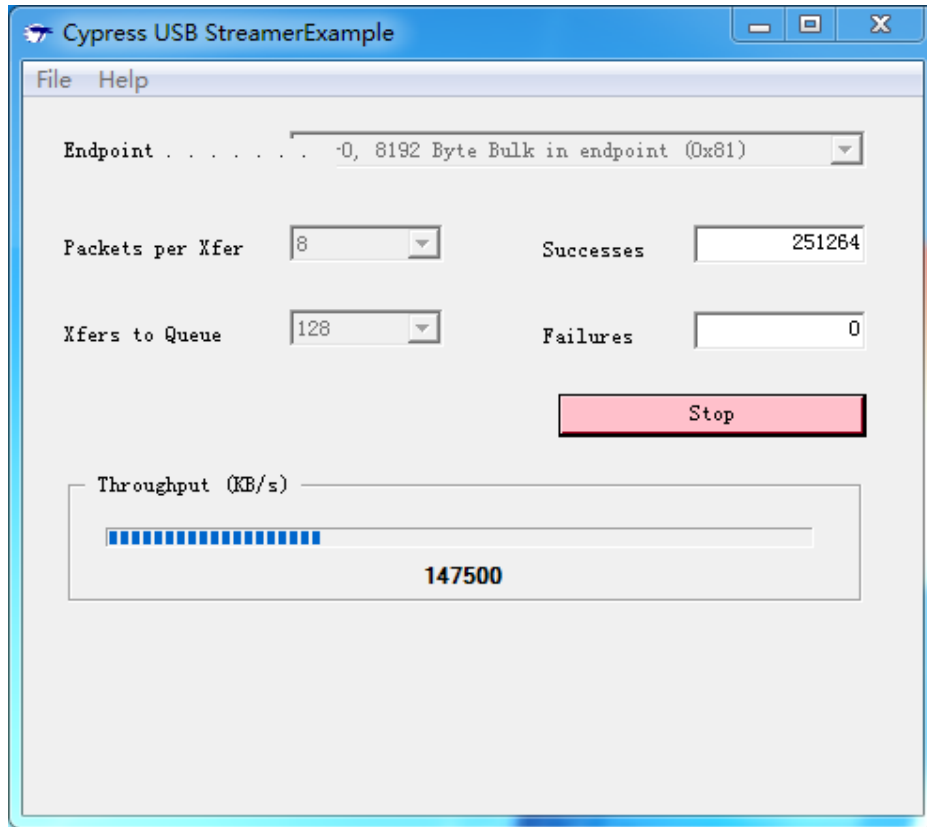 Cypress USB StreamerExample
File Help
Endpoint . . . . . . . -0, 8192 Byte Bulk in endpoint (0x81)
Packets per Xfer 8 Successes 251264
Xfers to Queue 128 Failures 0
Stop
Throughput (KB/s)
147500